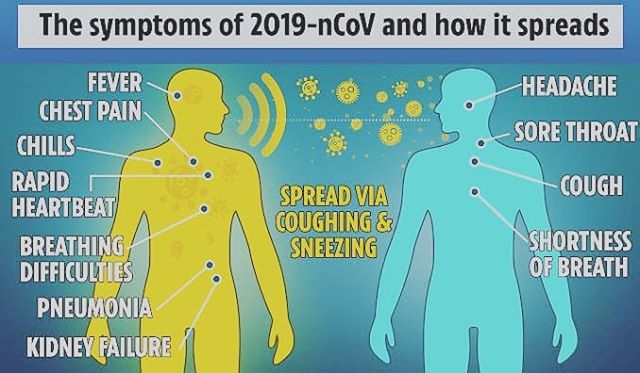 The symptoms of 2019-nCoV and how it spreads
FEVER
CHEST PAIN
CHILLS
RAPID
HEARTBEAT
BREATHING
DIFFICULTIES
PNEUMONIA
KIDNEY FAILURE
SPREAD VIA
COUGHING &
SNEEZING
HEADACHE
SORE THROAT
COUGH
SHORTNESS
OF BREATH